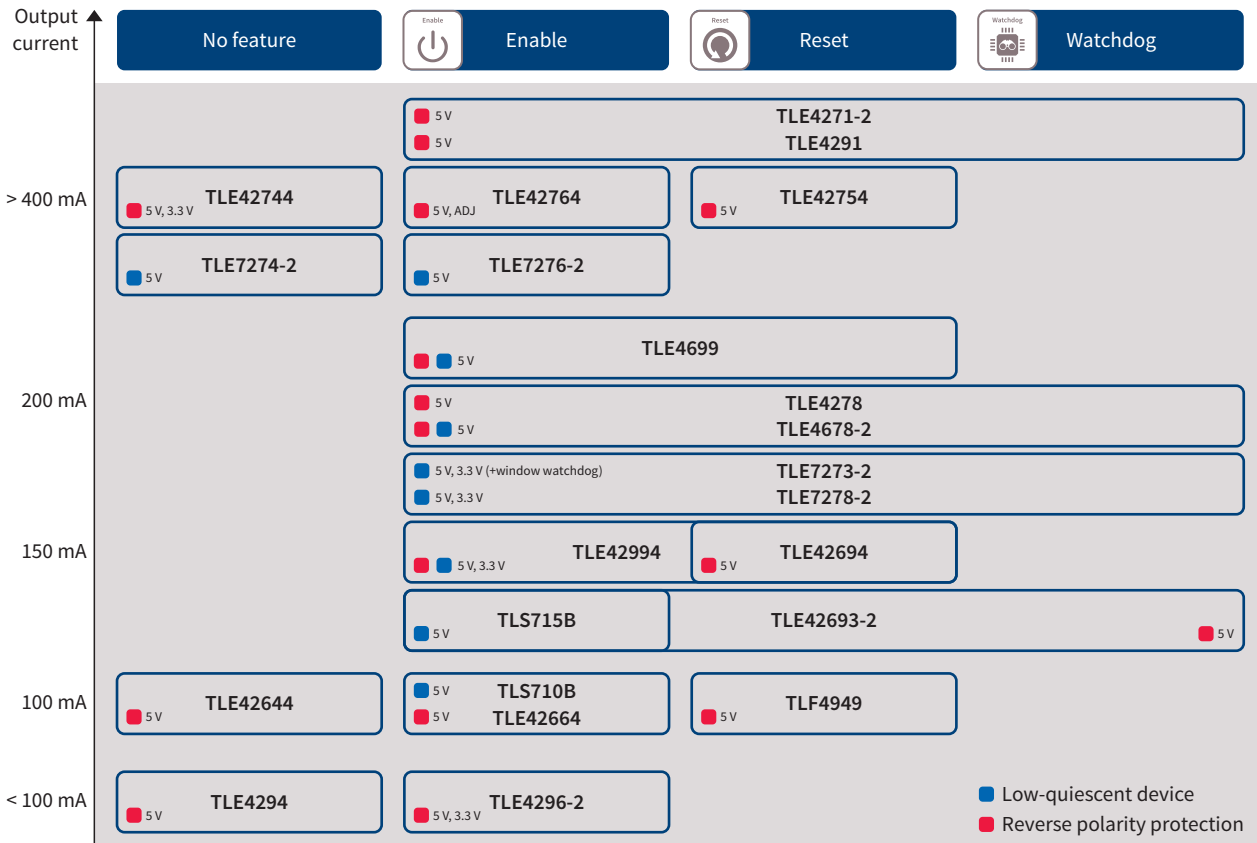 Output
current
No feature
Enable
Enable
Reset
Reset
Watchdog
Watchdog
5 V TLE4271-2
5 V TLE4291
> 400 mA
TLE42744
5 V, 3.3 V
TLE42764
5 V, ADJ
TLE42754
5 V
TLE7274-2
5 V
TLE7276-2
5 V
TLE4699
5 V
200 mA
5 V TLE4278
5 V TLE4678-2
5 V, 3.3 V (+window watchdog) TLE7273-2
5 V, 3.3 V TLE7278-2
150 mA
TLE42994
5 V, 3.3 V
TLE42694
5 V
TLS715B
5 V
TLE42693-2
5 V
100 mA
TLE42644
5 V
5 V TLS710B
5 V TLE42664
TLF4949
5 V
< 100 mA
TLE4294
5 V
TLE4296-2
5 V, 3.3 V
Low-quiescent device
Reverse polarity protection